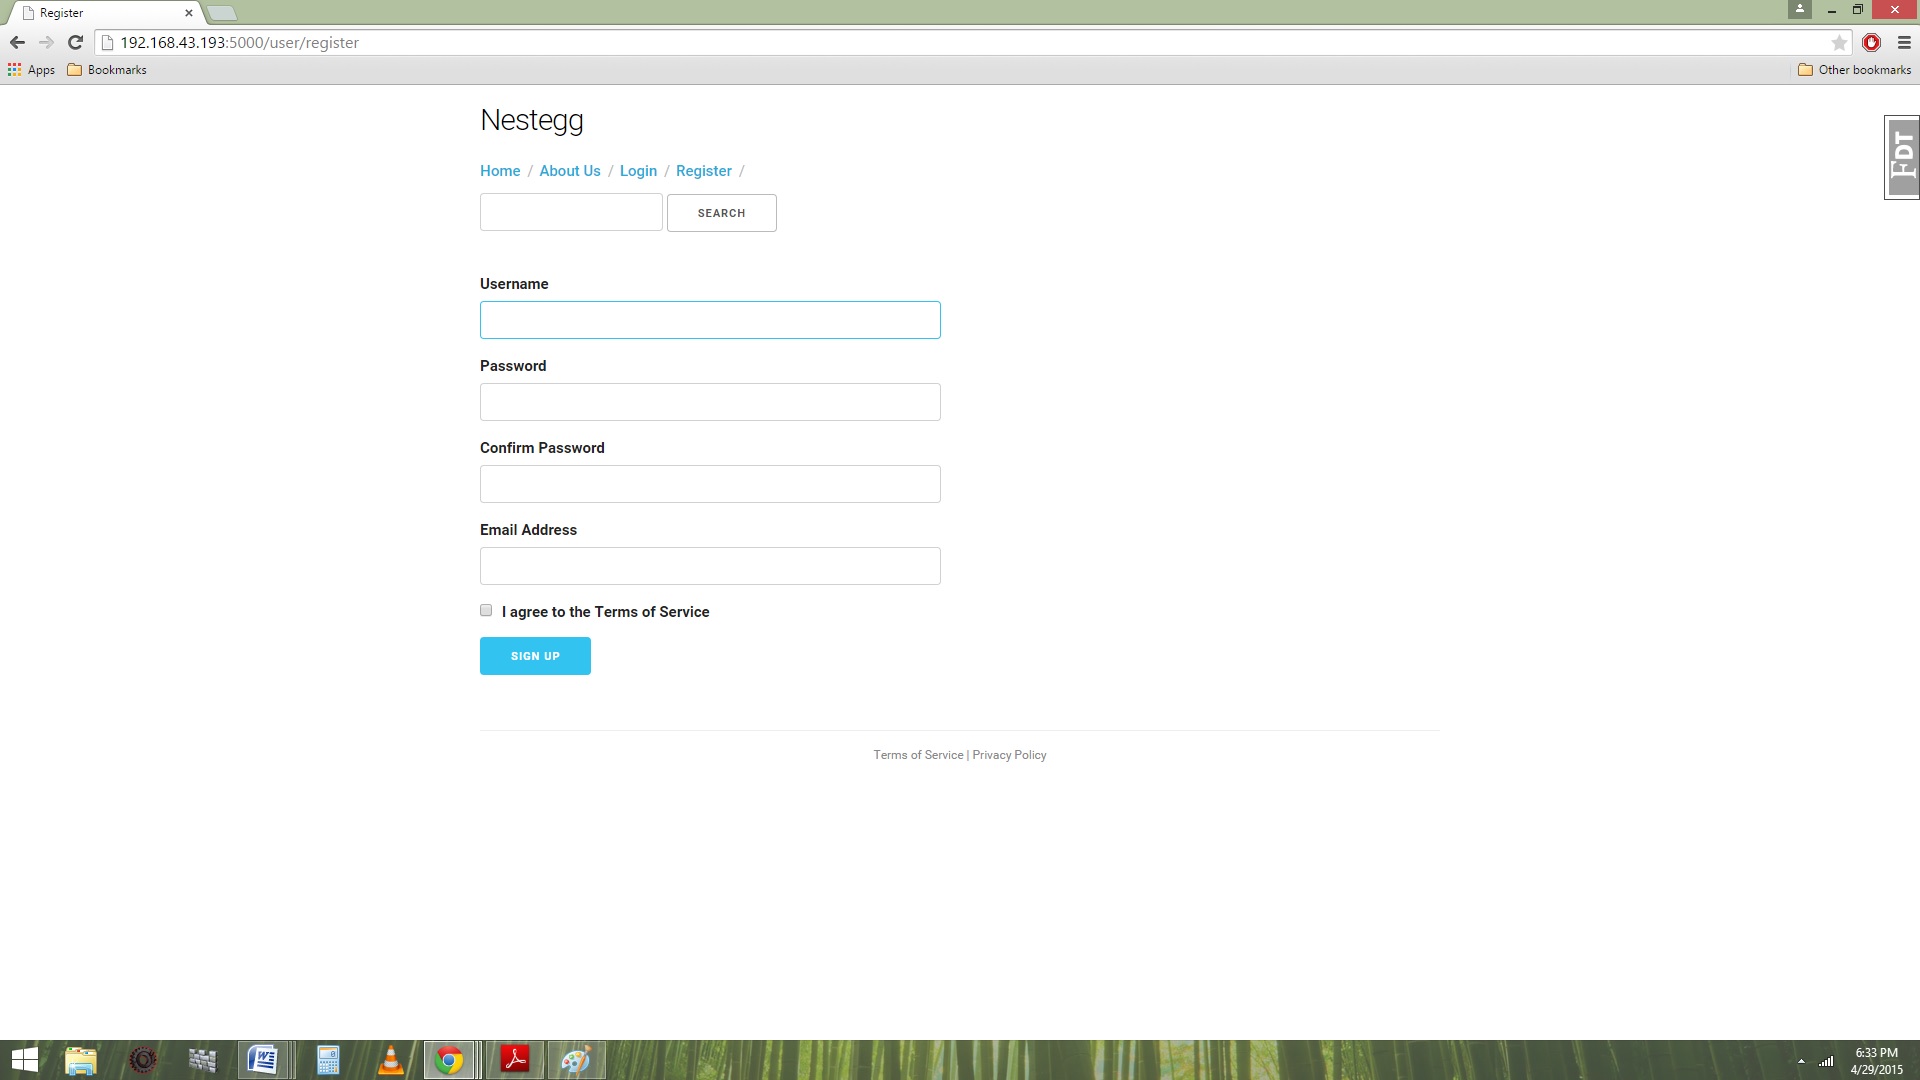 Register
192.168.43.193:5000/user/register
Apps Bookmarks Other bookmarks
Nestegg
FDT
Home / About Us / Login / Register /
SEARCH
Username
Password
Confirm Password
Email Address
I agree to the Terms of Service
SIGN UP
Terms of Service | Privacy Policy
6:33 PM
4/29/2015